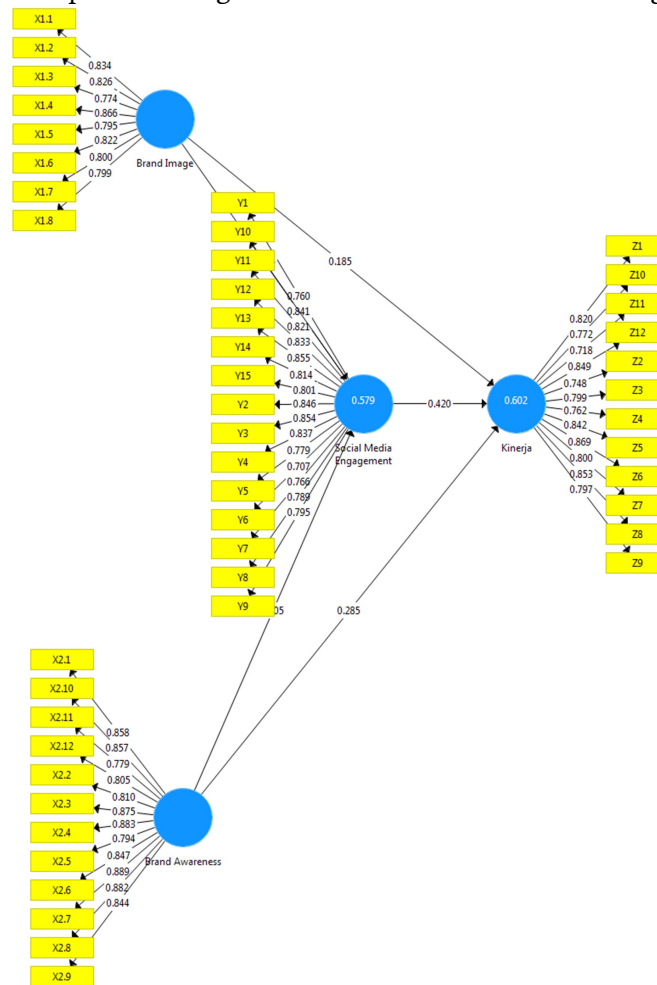 X1.1
X1.2
X1.3
X1.4
X1.5
X1.6
X1.7
X1.8
0.834
0.826
0.774
0.866
0.795
0.822
0.800
0.799
Brand Image
Y1
Y10
Y11
Y12
Y13
Y14
Y15
Y2
Y3
Y4
Y5
Y6
Y7
Y8
Y9
0.760
0.841
0.821
0.833
0.855
0.814
0.801
0.846
0.854
0.837
0.779
0.707
0.766
0.789
0.795
0.579
Social Media
Engagement
0.185
0.420
0.285
0.602
Kinerja
0.820
0.772
0.718
0.849
0.748
0.799
0.762
0.842
0.869
0.800
0.853
0.797
Z1
Z10
Z11
Z12
Z2
Z3
Z4
Z5
Z6
Z7
Z8
Z9
X2.1
X2.10
X2.11
X2.12
X2.2
X2.3
X2.4
X2.5
X2.6
X2.7
X2.8
X2.9
0.858
0.857
0.779
0.805
0.810
0.875
0.883
0.794
0.847
0.889
0.882
0.844
Brand Awareness